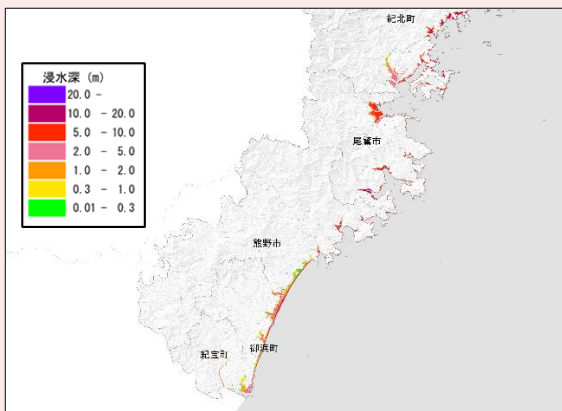 紀北町
浸水深 (m)
20.0 -
10.0 - 20.0
5.0 - 10.0
2.0 - 5.0
1.0 - 2.0
0.3 - 1.0
0.01 - 0.3
尾鷲市
熊野市
御浜町
紀宝町